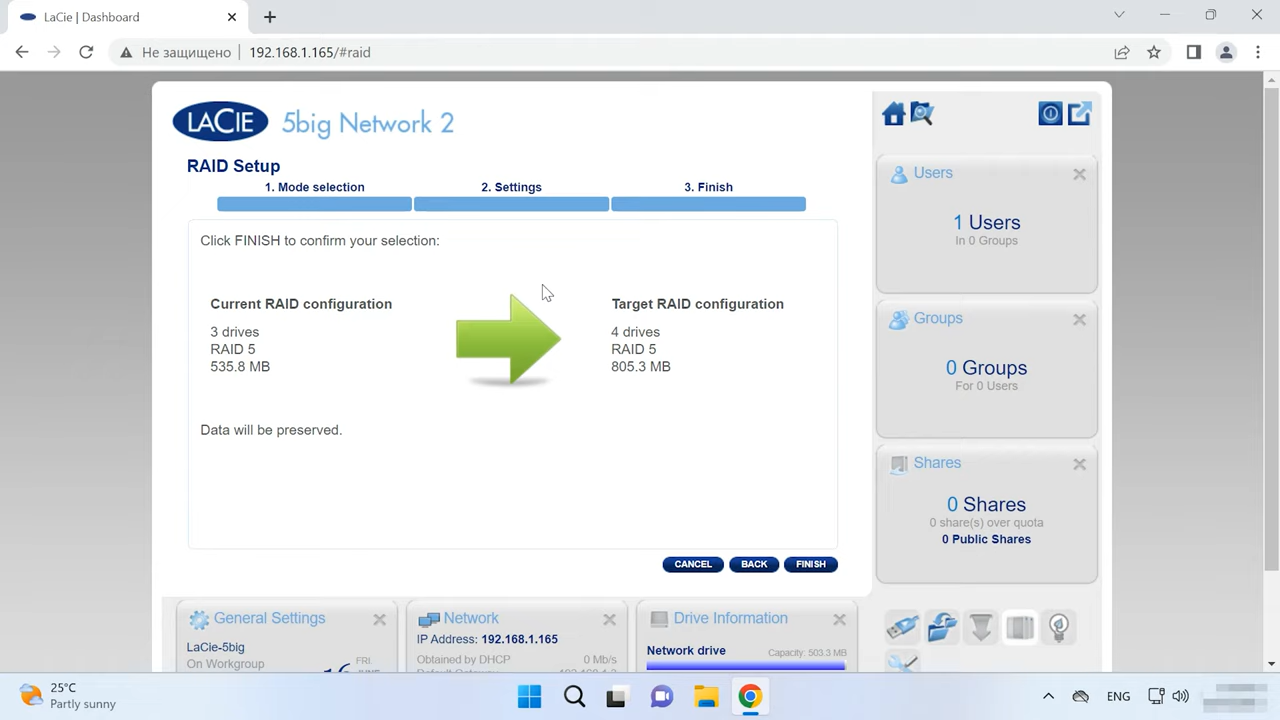 LaCie | Dashboard
Не защищено
192.168.1.165/#raid
LACIE
5big Network 2
RAID Setup
1. Mode selection
2. Settings
3. Finish
Click FINISH to confirm your selection:
Current RAID configuration
3 drives
RAID 5
535.8 MB
Target RAID configuration
4 drives
RAID 5
805.3 MB
Data will be preserved.
CANCEL
BACK
FINISH
Users
1 Users
In 0 Groups
Groups
0 Groups
For 0 Users
Shares
0 Shares
0 share(s) over quota
0 Public Shares
General Settings
LaCie-5big
On Workgroup
FRI.
Network
IP Address: 192.168.1.165
Obtained by DHCP
0 Mb/s
Drive Information
Network drive
Capacity: 503.3 MB
25°C
Partly sunny
ENG